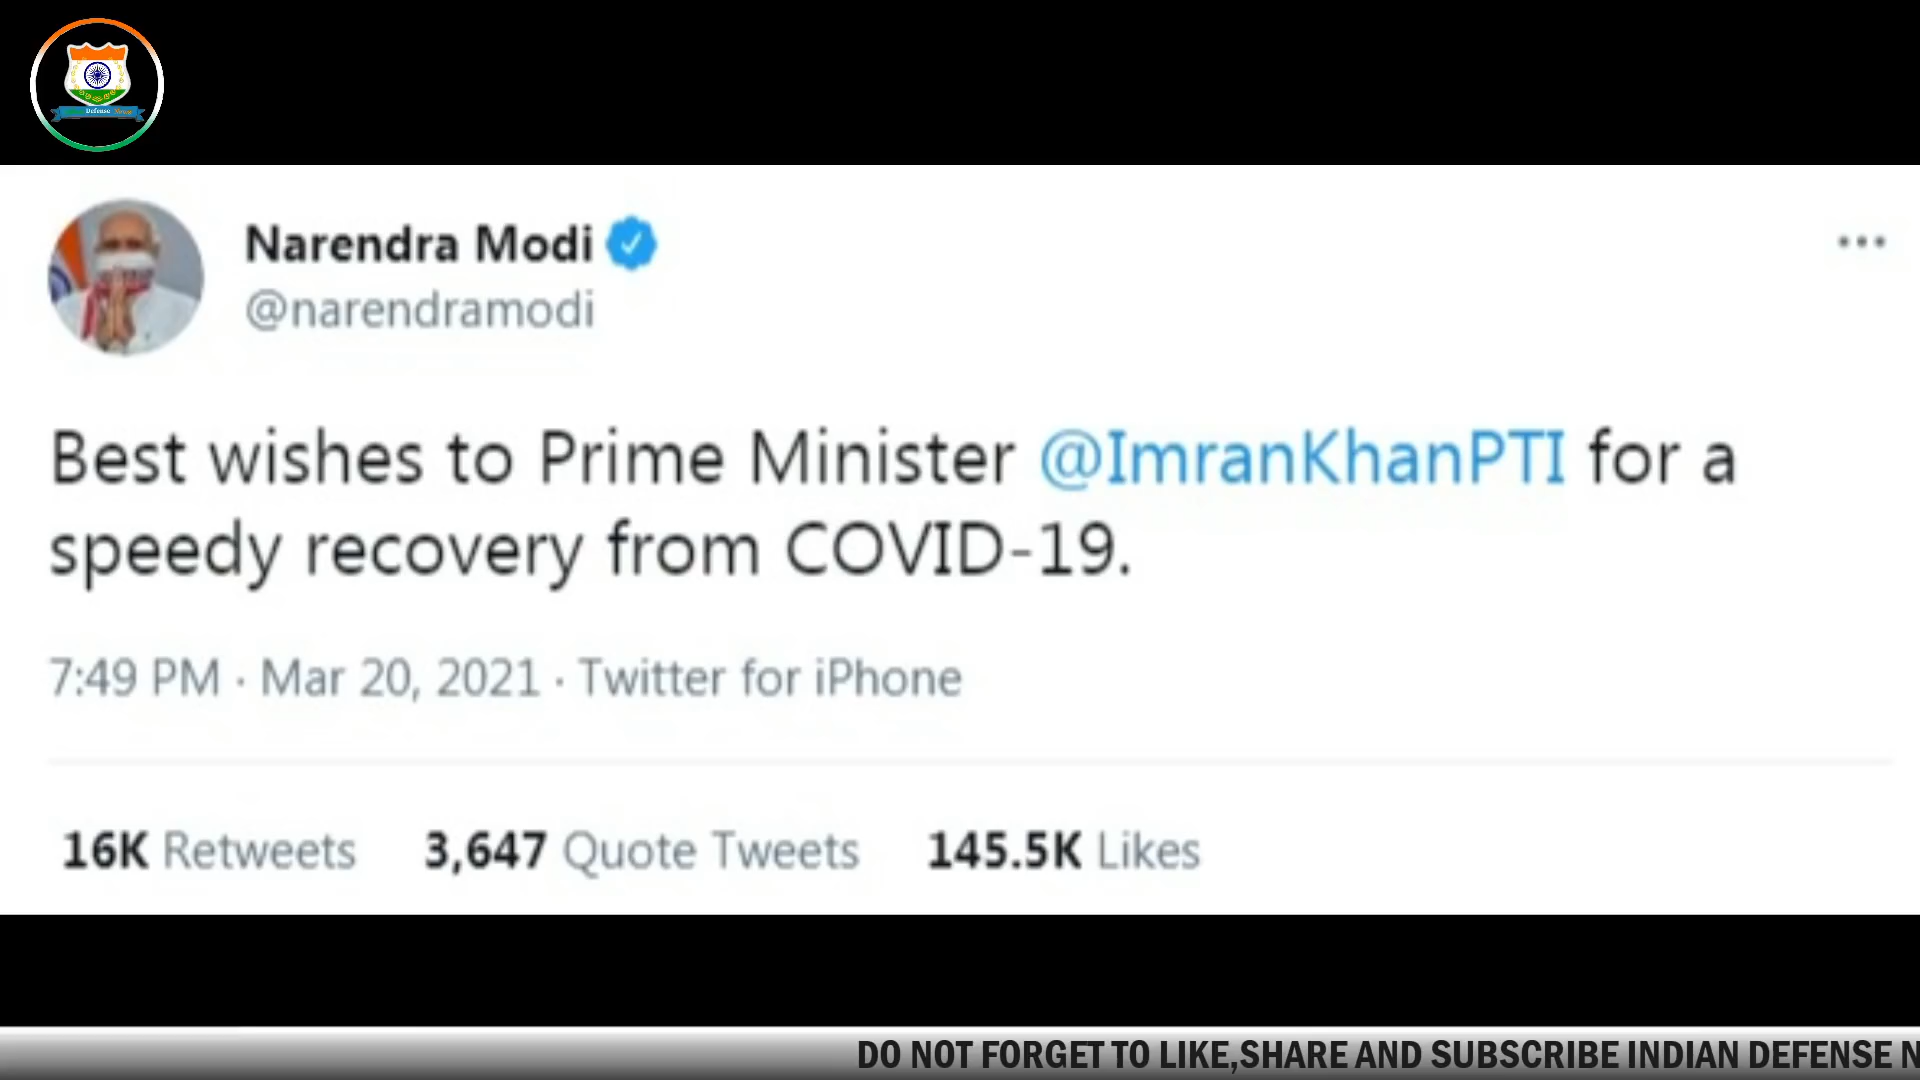 Defense
Narendra Modi
@narendramodi
Best wishes to Prime Minister @ImranKhanPTI for a
speedy recovery from COVID-19.
7:49 PM · Mar 20, 2021 · Twitter for iPhone
16K Retweets 3,647 Quote Tweets 145.5K Likes
DO NOT FORGET TO LIKE,SHARE AND SUBSCRIBE INDIAN DEFENSE N